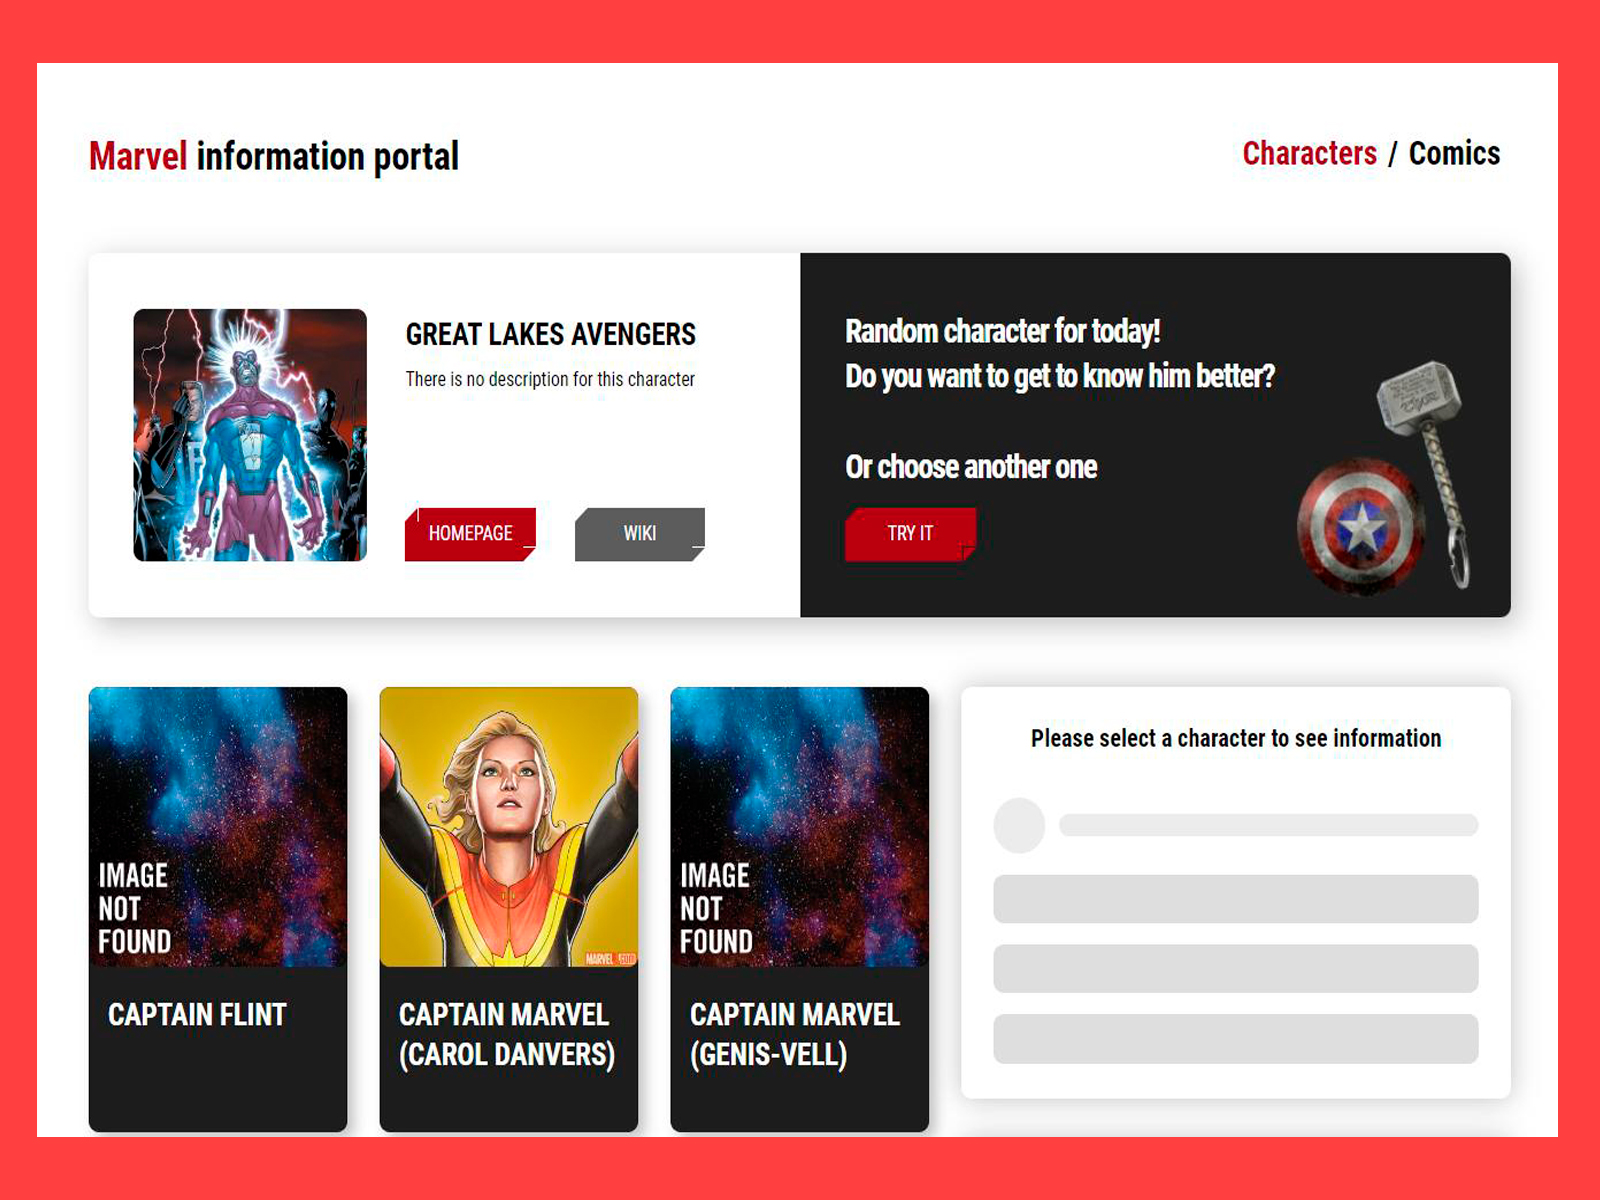 Marvel information portal
Characters / Comics
GREAT LAKES AVENGERS
There is no description for this character
HOMEPAGE
WIKI
Random character for today!
Do you want to get to know him better?
Or choose another one
TRY IT
IMAGE
NOT
FOUND
CAPTAIN FLINT
MARVEL
CAPTAIN MARVEL
(CAROL DANVERS)
IMAGE
NOT
FOUND
CAPTAIN MARVEL
(GENIS-VELL)
Please select a character to see information